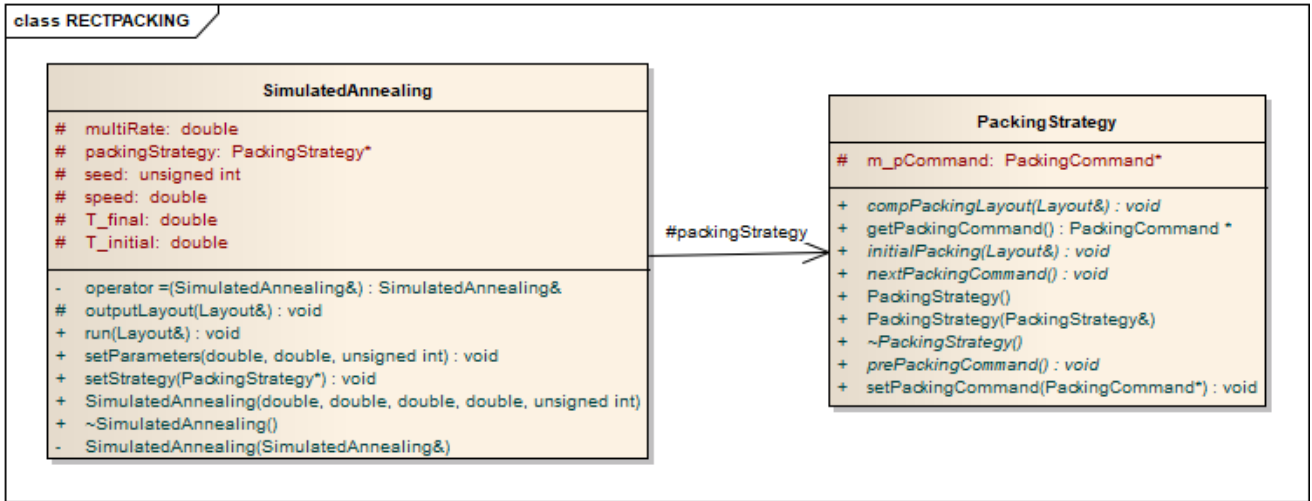 class RECTPACKING
SimulatedAnnealing
# multiRate: double
# packingStrategy: PackingStrategy*
# seed: unsigned int
# speed: double
# T_final: double
# T_initial: double
- operator =(SimulatedAnnealing&) : SimulatedAnnealing&
# outputLayout(Layout&) : void
+ run(Layout&) : void
+ setParameters(double, double, unsigned int) : void
+ setStrategy(PackingStrategy*) : void
+ SimulatedAnnealing(double, double, double, double, unsigned int)
+ ~SimulatedAnnealing()
- SimulatedAnnealing(SimulatedAnnealing&)
#packingStrategy
PackingStrategy
# m_pCommand: PackingCommand*
+ compPackingLayout(Layout&) : void
+ getPackingCommand() : PackingCommand *
+ initialPacking(Layout&) : void
+ nextPackingCommand() : void
+ PackingStrategy()
+ PackingStrategy(PackingStrategy&)
+ ~PackingStrategy()
+ prePackingCommand() : void
+ setPackingCommand(PackingCommand*) : void